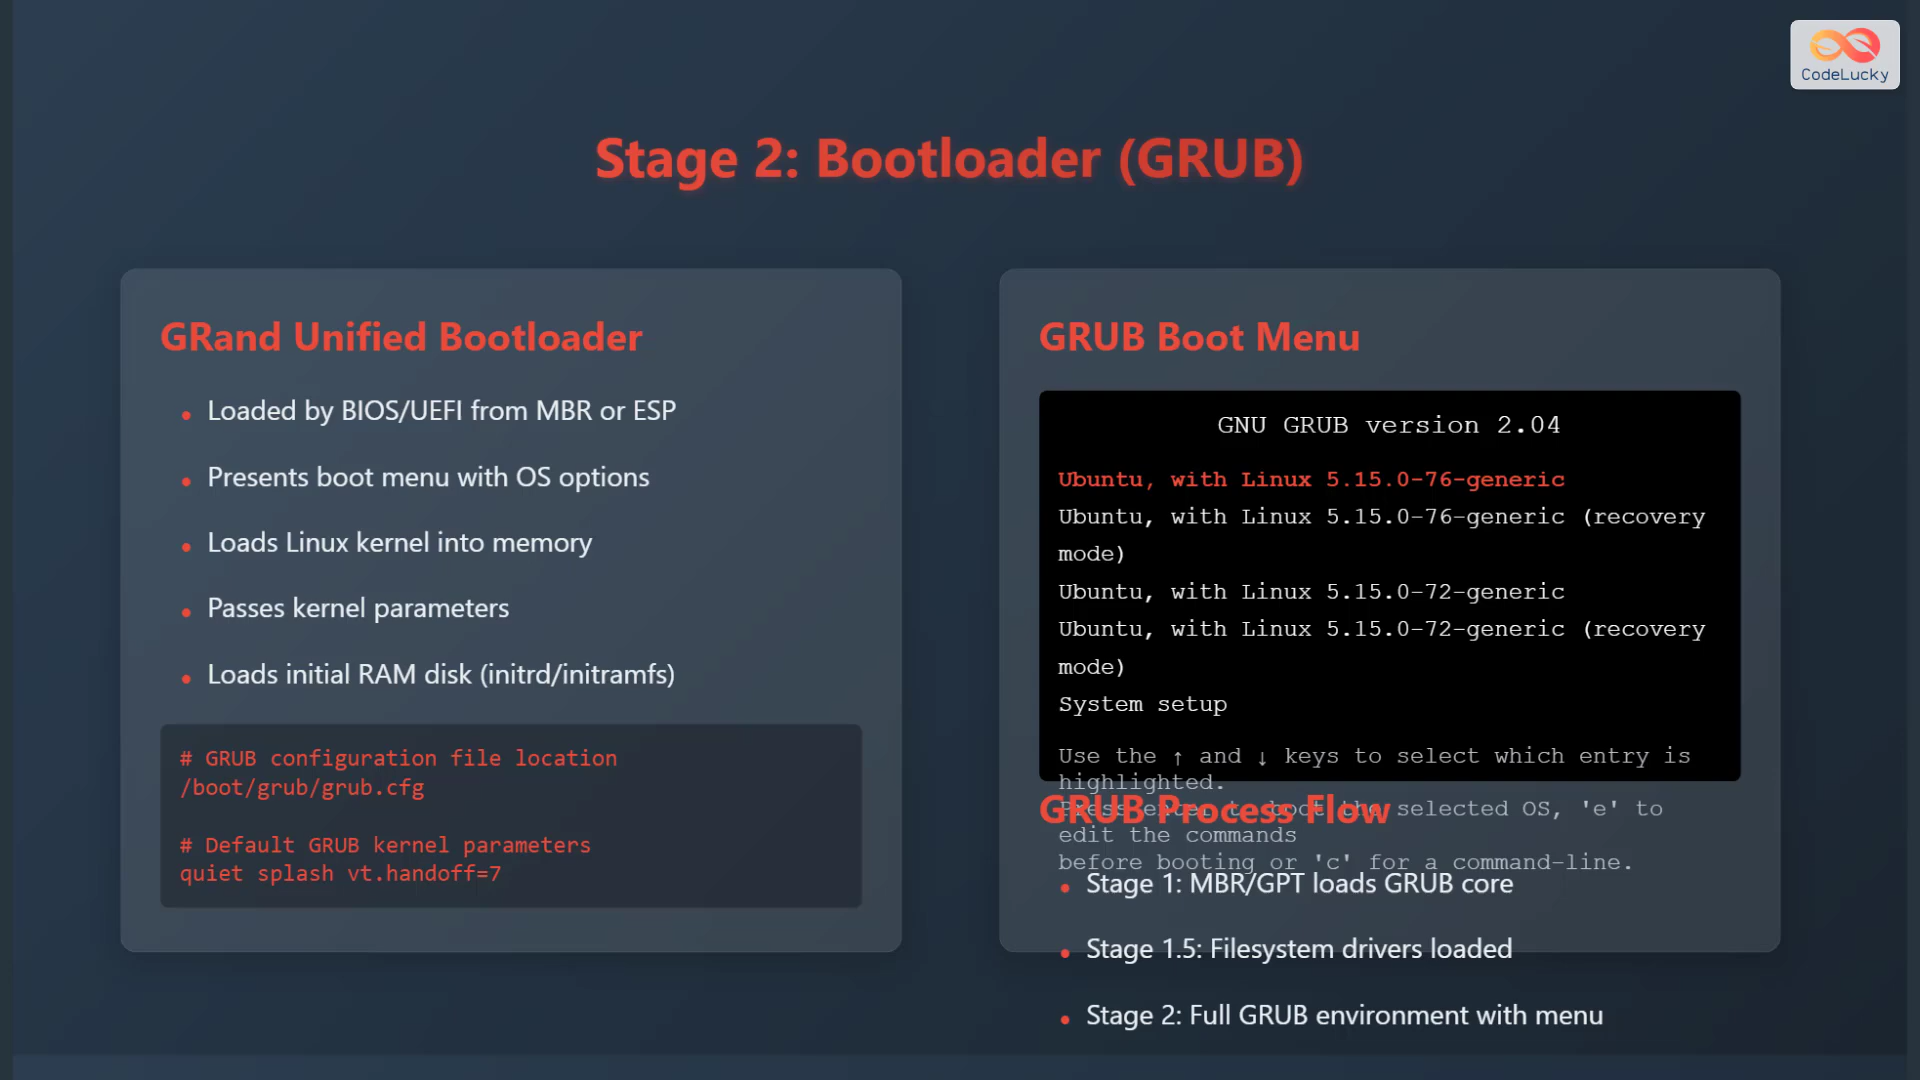 CodeLucky
Stage 2: Bootloader (GRUB)
GRand Unified Bootloader
• Loaded by BIOS/UEFI from MBR or ESP
• Presents boot menu with OS options
• Loads Linux kernel into memory
• Passes kernel parameters
• Loads initial RAM disk (initrd/initramfs)
# GRUB configuration file location
/boot/grub/grub.cfg
# Default GRUB kernel parameters
quiet splash vt.handoff=7
GRUB Boot Menu
GNU GRUB version 2.04
Ubuntu, with Linux 5.15.0-76-generic
Ubuntu, with Linux 5.15.0-76-generic (recovery
mode)
Ubuntu, with Linux 5.15.0-72-generic
Ubuntu, with Linux 5.15.0-72-generic (recovery
mode)
System setup
Use the ↑ and ↓ keys to select which entry is
highlighted.
Press enter to boot the selected OS, 'e' to
edit the commands
before booting or 'c' for a command-line.
GRUB Process Flow
• Stage 1: MBR/GPT loads GRUB core
• Stage 1.5: Filesystem drivers loaded
• Stage 2: Full GRUB environment with menu